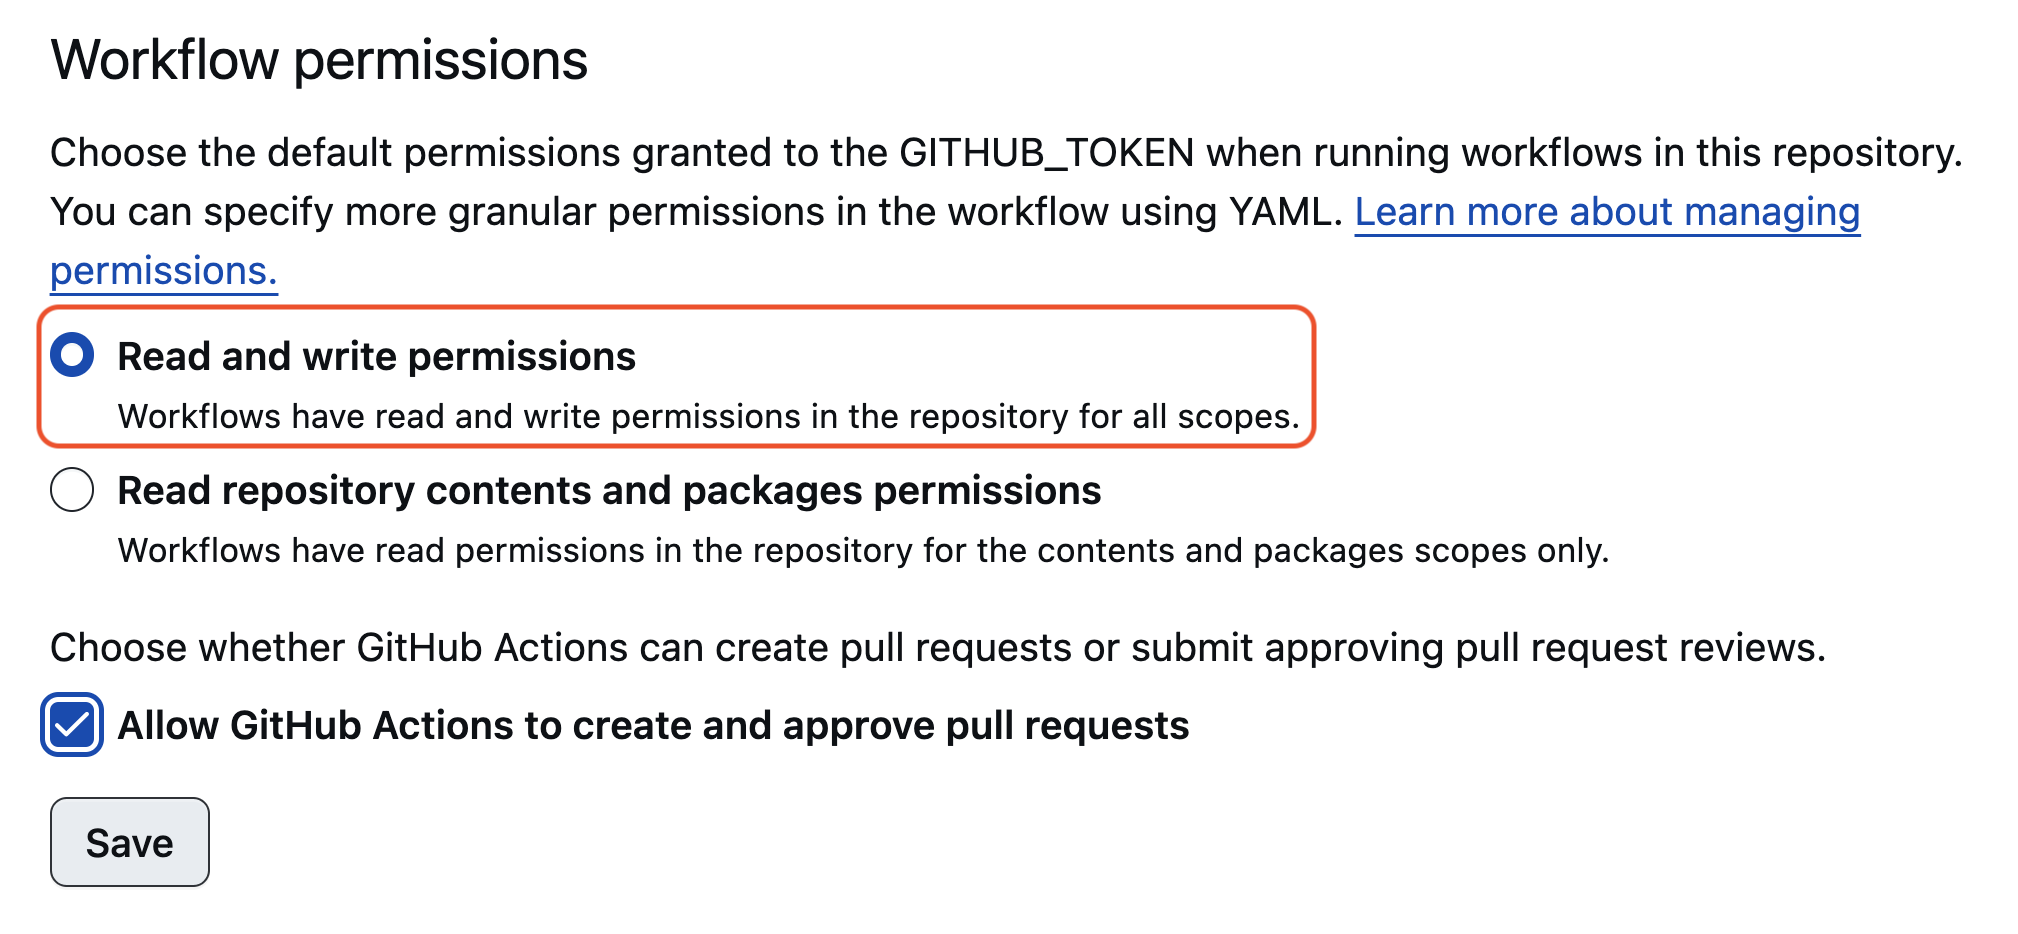 Workflow permissions
Choose the default permissions granted to the GITHUB_TOKEN when running workflows in this repository.
You can specify more granular permissions in the workflow using YAML. Learn more about managing
permissions.
Read and write permissions
Workflows have read and write permissions in the repository for all scopes.
Read repository contents and packages permissions
Workflows have read permissions in the repository for the contents and packages scopes only.
Choose whether GitHub Actions can create pull requests or submit approving pull request reviews.
Allow GitHub Actions to create and approve pull requests
Save